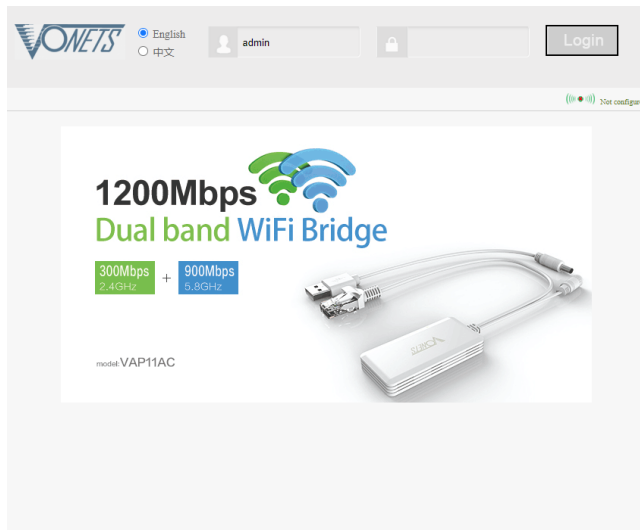 VONETS
English
中文
admin
Login
Not configur
1200Mbps
Dual band WiFi Bridge
300Mbps
2.4GHz
+
900Mbps
5.8GHz
VONETS
model:VAP11AC